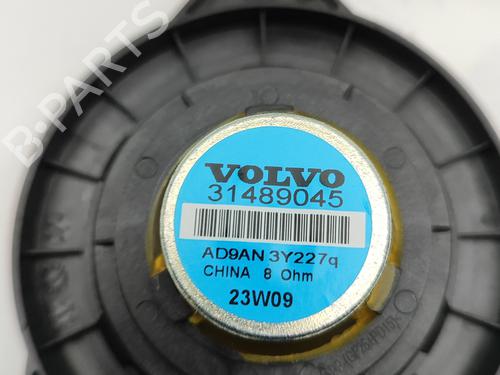 B-PARTS
VOLVO
31489045
AD9AN 3Y227q
CHINA 8 Ohm
23W09